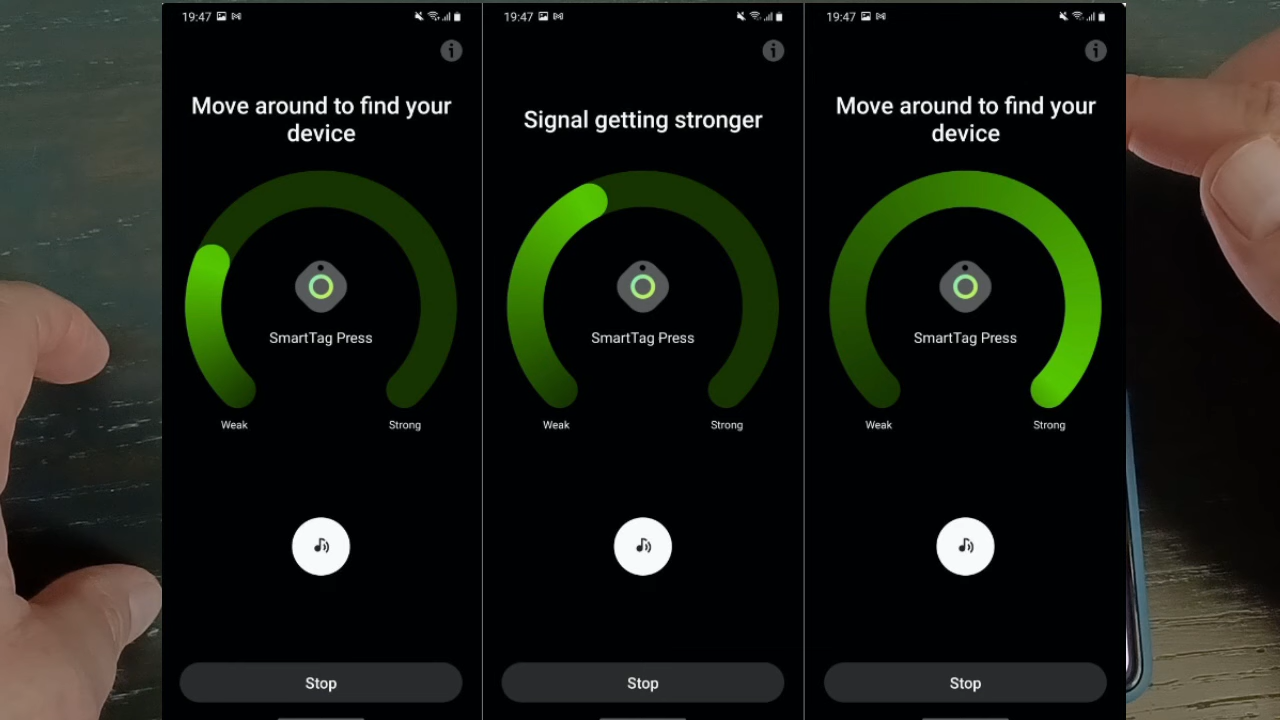 19:47
Move around to find your
device
SmartTag Press
Weak
Strong
Stop
19:47
Signal getting stronger
SmartTag Press
Weak
Strong
Stop
19:47
Move around to find your
device
SmartTag Press
Weak
Strong
Stop